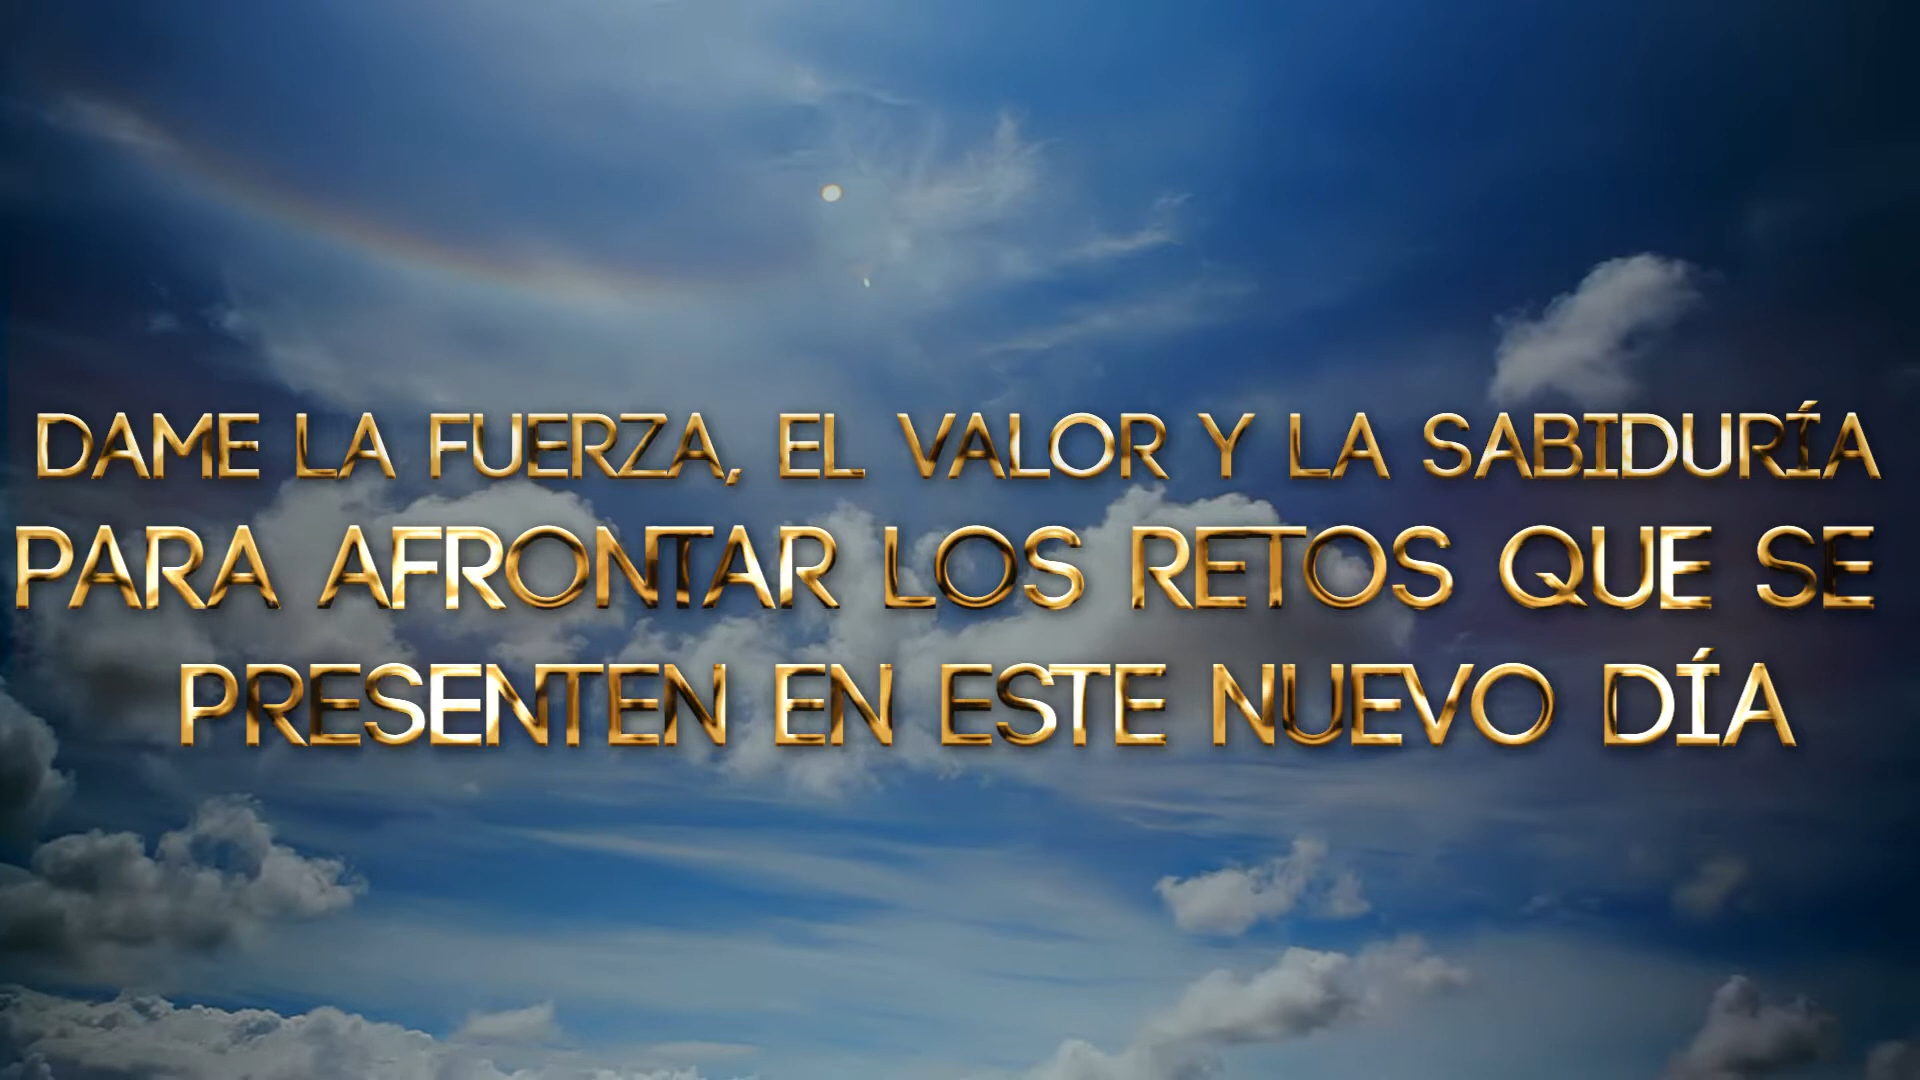 DAME LA FUERZA, EL VALOR Y LA SABIDURÍA
PARA AFRONTAR LOS RETOS QUE SE
PRESENTEN EN ESTE NUEVO DÍA